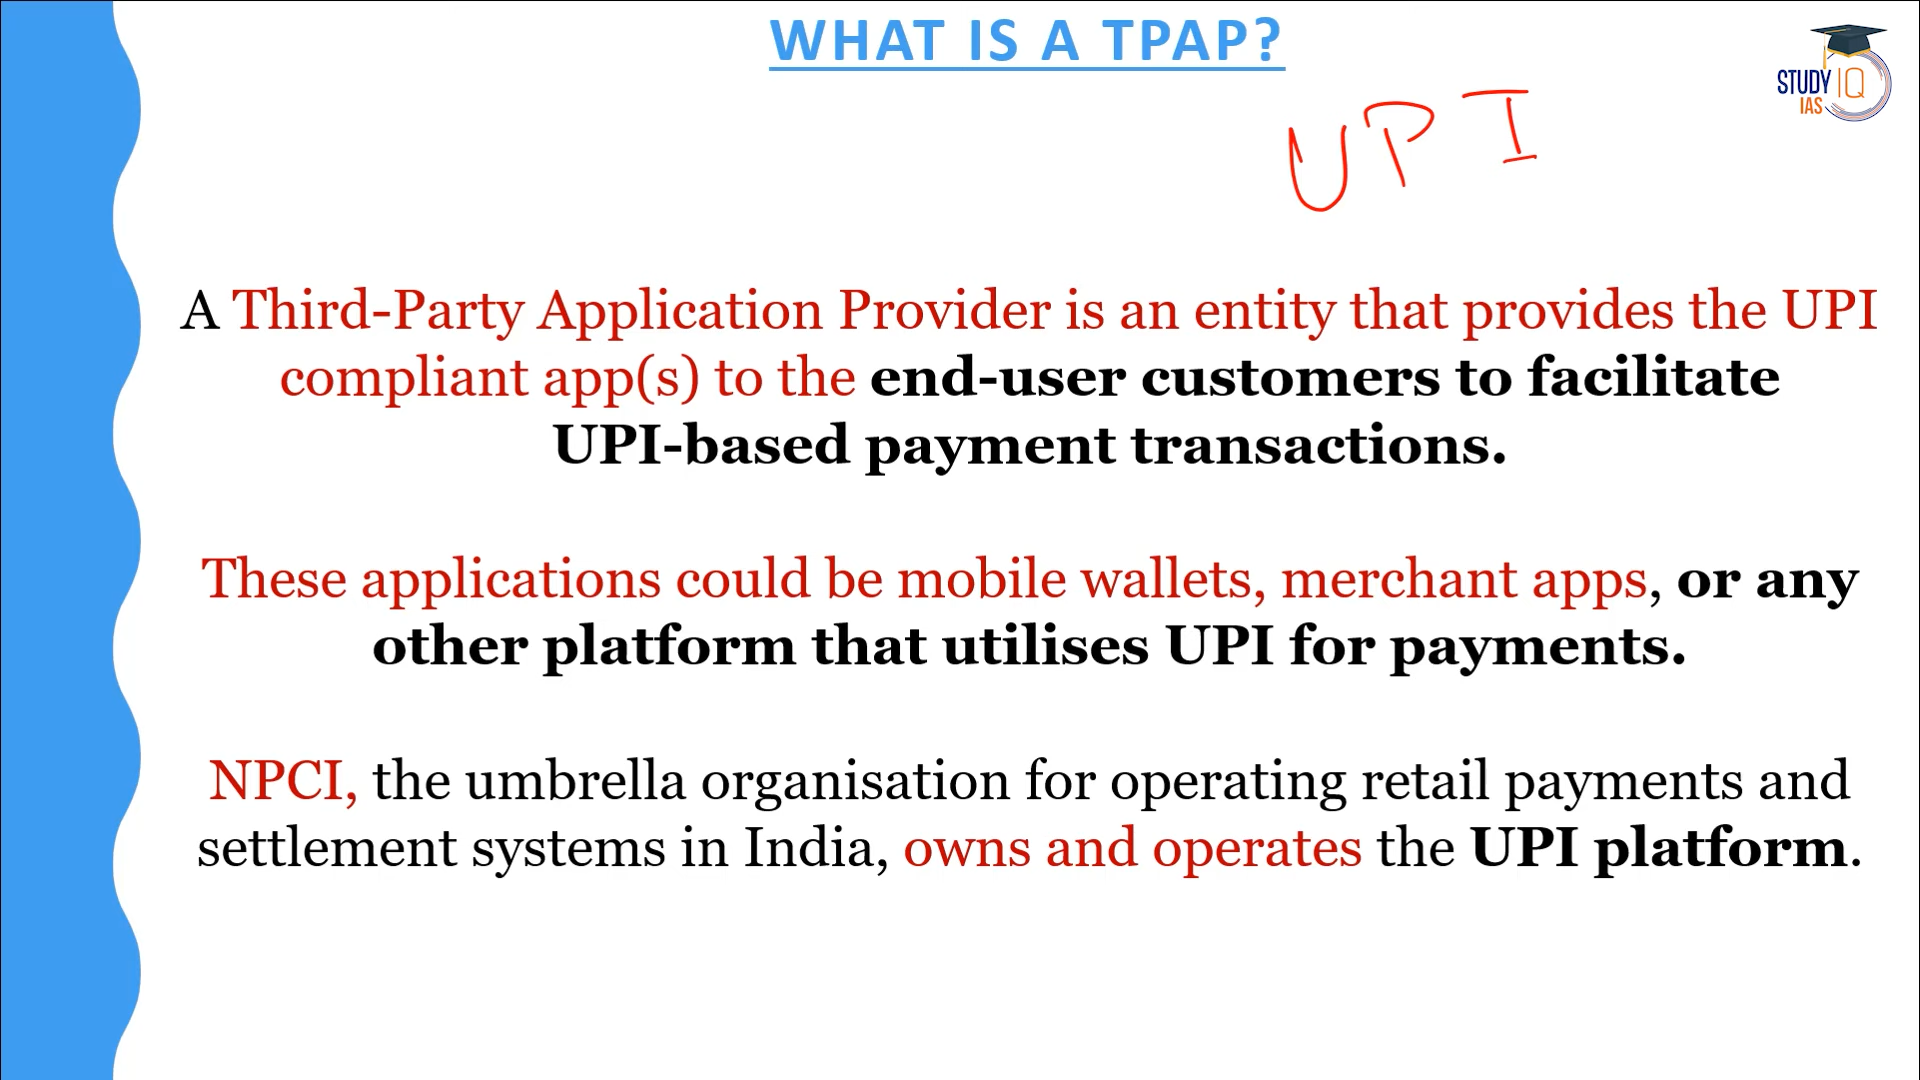 WHAT IS A TPAP?
STUDY IQ
IAS
UPI
A Third-Party Application Provider is an entity that provides the UPI
compliant app(s) to the end-user customers to facilitate
UPI-based payment transactions.
These applications could be mobile wallets, merchant apps, or any
other platform that utilises UPI for payments.
NPCI, the umbrella organisation for operating retail payments and
settlement systems in India, owns and operates the UPI platform.